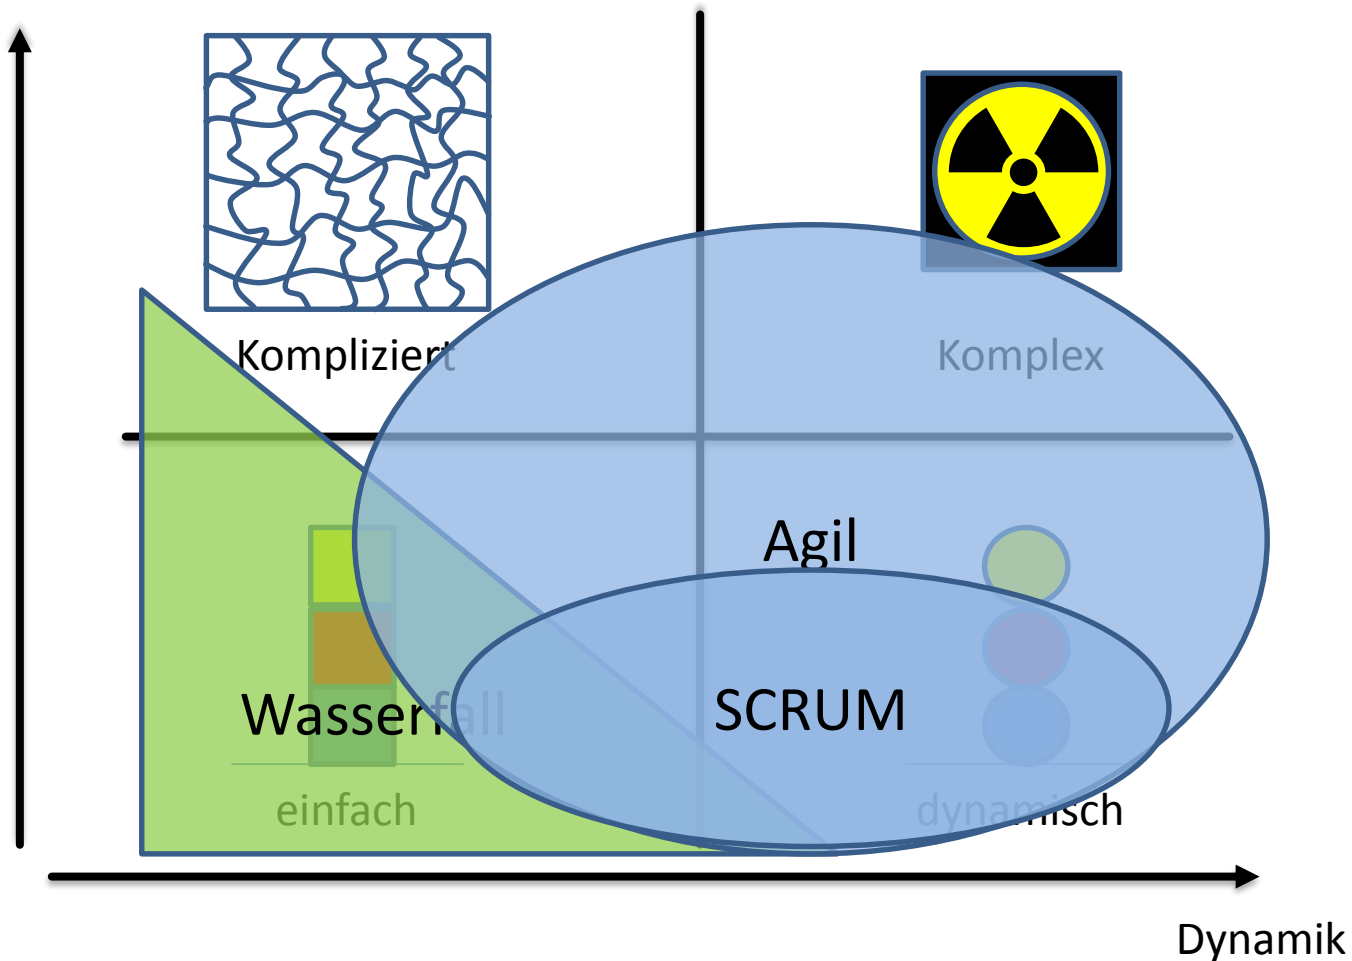 Kompliziert
Komplex
Agil
Wasserfall
SCRUM
einfach
dynamisch
Dynamik